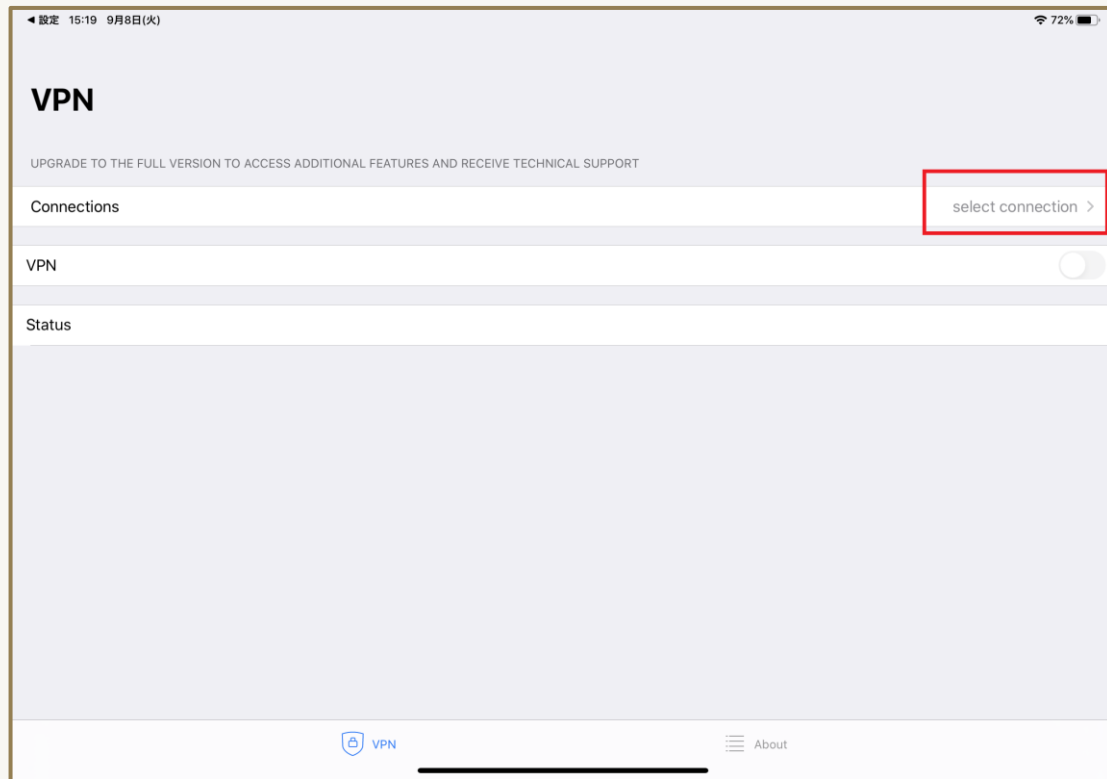 ◀設定 15:19 9月8日(火) 72%
VPN
UPGRADE TO THE FULL VERSION TO ACCESS ADDITIONAL FEATURES AND RECEIVE TECHNICAL SUPPORT
Connections select connection >
VPN
Status
VPN About